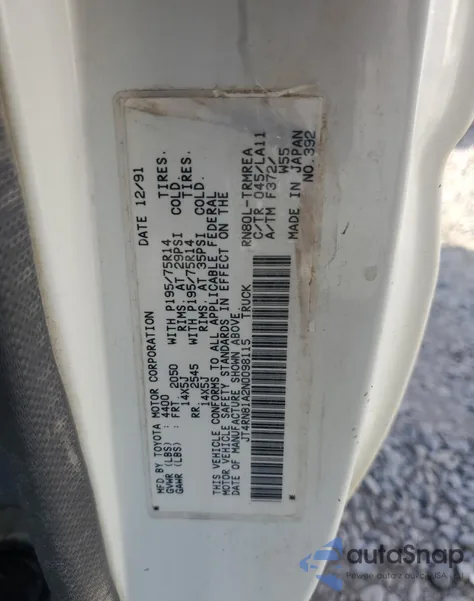 MFD BY TOYOTA MOTOR CORPORATION DATE 12/91
GVWR (LBS) : 4400
GAWR (LBS) : FRT. 2050 WITH P195/75R14 TIRES.
14X5J RIMS. AT 29PSI COLD.
RR. 2545 WITH P195/75R14 TIRES.
14X5J RIMS. AT 35PSI COLD.
THIS VEHICLE CONFORMS TO ALL APPLICABLE FEDERAL
MOTOR VEHICLE SAFETY STANDARDS IN EFFECT ON THE
DATE OF MANUFACTURE SHOWN ABOVE
JT4RN81A2N0098115 TRUCK
RN80L-TRMREA
C/TR 045/LA11
A/TM F372/
W55
MADE IN JAPAN
NO.392
autoSnap